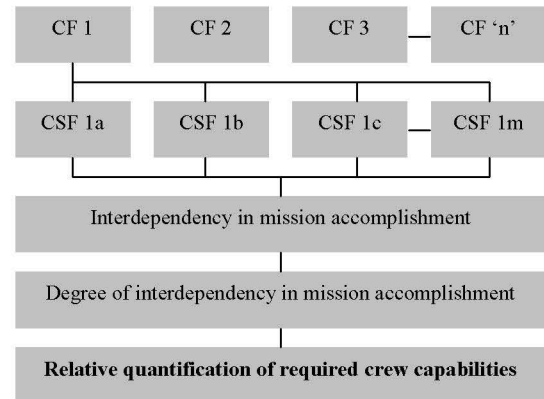 CF 1 CF 2 CF 3 CF ‘n’
CSF 1a CSF 1b CSF 1c CSF 1m
Interdependency in mission accomplishment
Degree of interdependency in mission accomplishment
Relative quantification of required crew capabilities